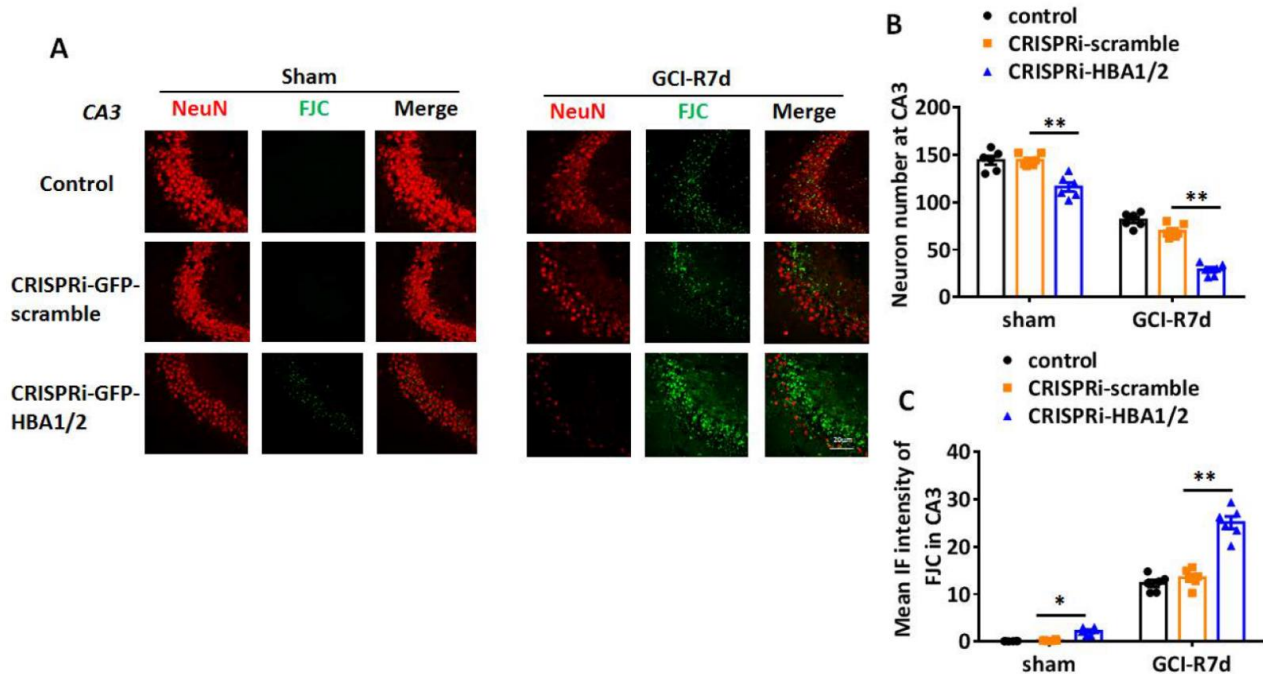 A
Sham
GCI-R7d
CA3
NeuN FJC Merge
NeuN FJC Merge
Control
CRISPRi-GFP-
scramble
CRISPRi-GFP-
HBA1/2
20um
B
control
CRISPRi-scramble
CRISPRi-HBA1/2
Neuron number at CA3
200
150
100
50
0
**
**
sham
GCI-R7d
C
control
CRISPRi-scramble
CRISPRi-HBA1/2
Mean IF intensity of
FJC in CA3
40
30
20
10
0
*
**
sham
GCI-R7d